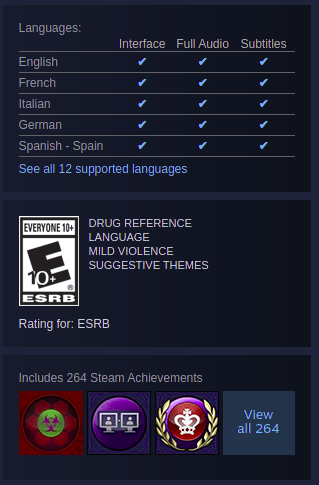 Languages:
Interface Full Audio Subtitles
English ✔ ✔ ✔
French ✔ ✔ ✔
Italian ✔ ✔ ✔
German ✔ ✔ ✔
Spanish - Spain ✔ ✔ ✔
See all 12 supported languages
EVERYONE 10+
E
10+
®
ESRB
DRUG REFERENCE
LANGUAGE
MILD VIOLENCE
SUGGESTIVE THEMES
Rating for: ESRB
Includes 264 Steam Achievements
View
all 264